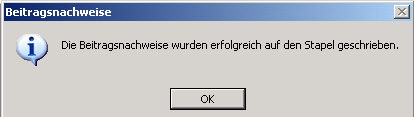 Beitragsnachweise
Die Beitragsnachweise wurden erfolgreich auf den Stapel geschrieben.
OK